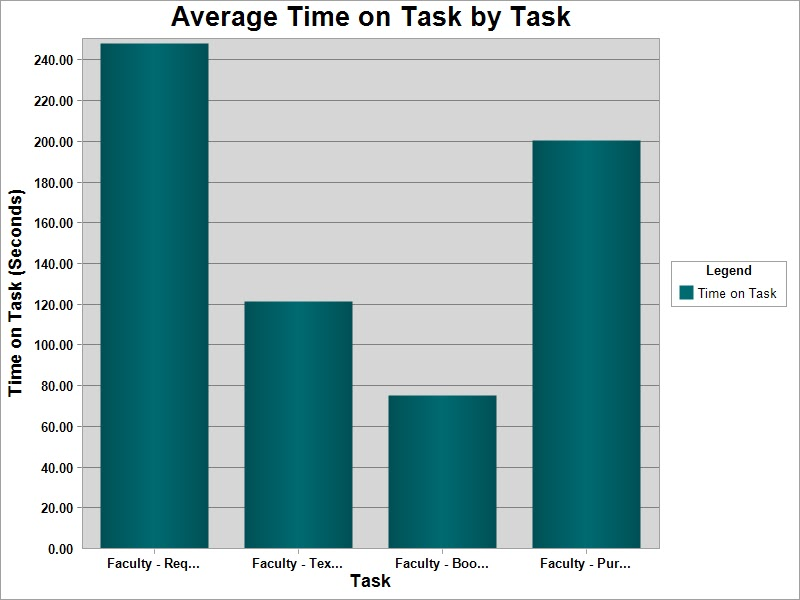 Average Time on Task by Task
Time on Task (Seconds)
240.00
220.00
200.00
180.00
160.00
140.00
120.00
100.00
80.00
60.00
40.00
20.00
0.00
Faculty - Req...
Faculty - Tex...
Faculty - Boo...
Faculty - Pur...
Task
Legend
Time on Task